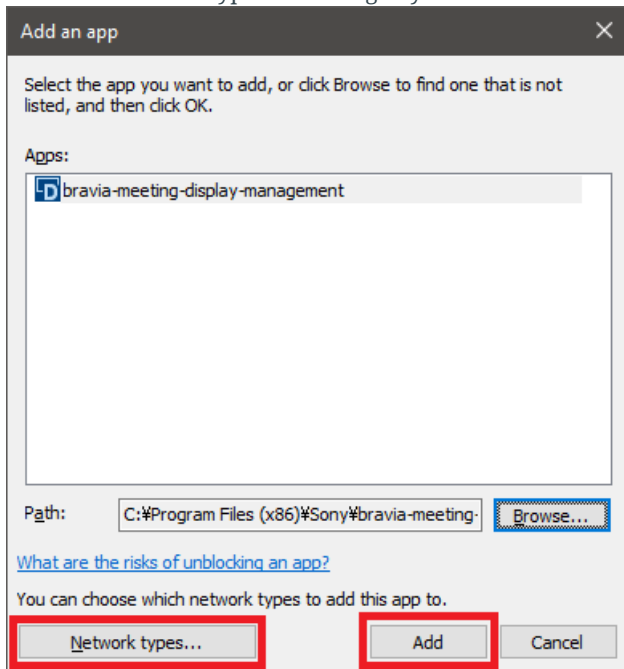 Add an app
Select the app you want to add, or click Browse to find one that is not
listed, and then click OK.
Apps:
bravia-meeting-display-management
Path: C:¥Program Files (x86)¥Sony¥bravia-meeting- Browse...
What are the risks of unblocking an app?
You can choose which network types to add this app to.
Network types... Add Cancel